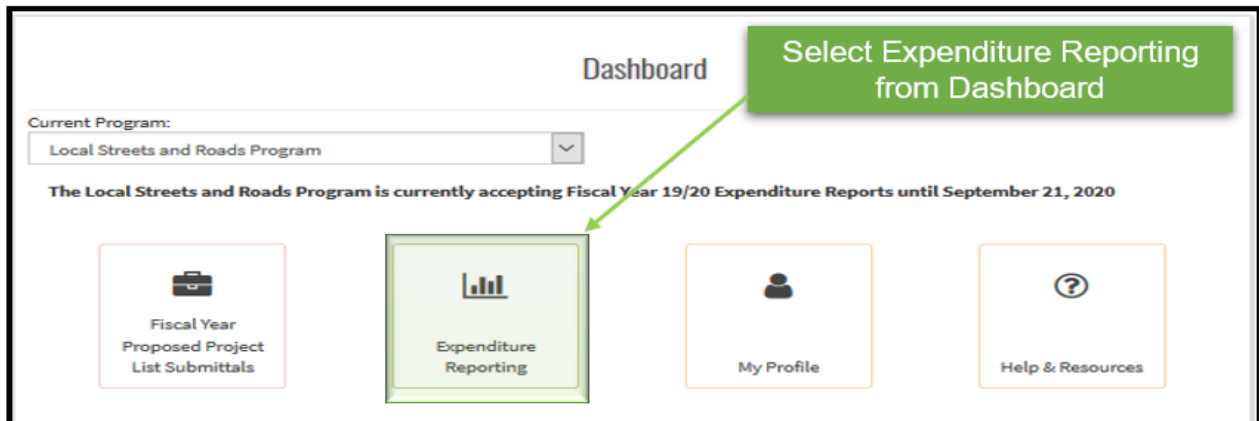 Dashboard
Select Expenditure Reporting
from Dashboard
Current Program:
Local Streets and Roads Program
The Local Streets and Roads Program is currently accepting Fiscal Year 19/20 Expenditure Reports until September 21, 2020
Fiscal Year
Proposed Project
List Submittals
Expenditure
Reporting
My Profile
Help & Resources